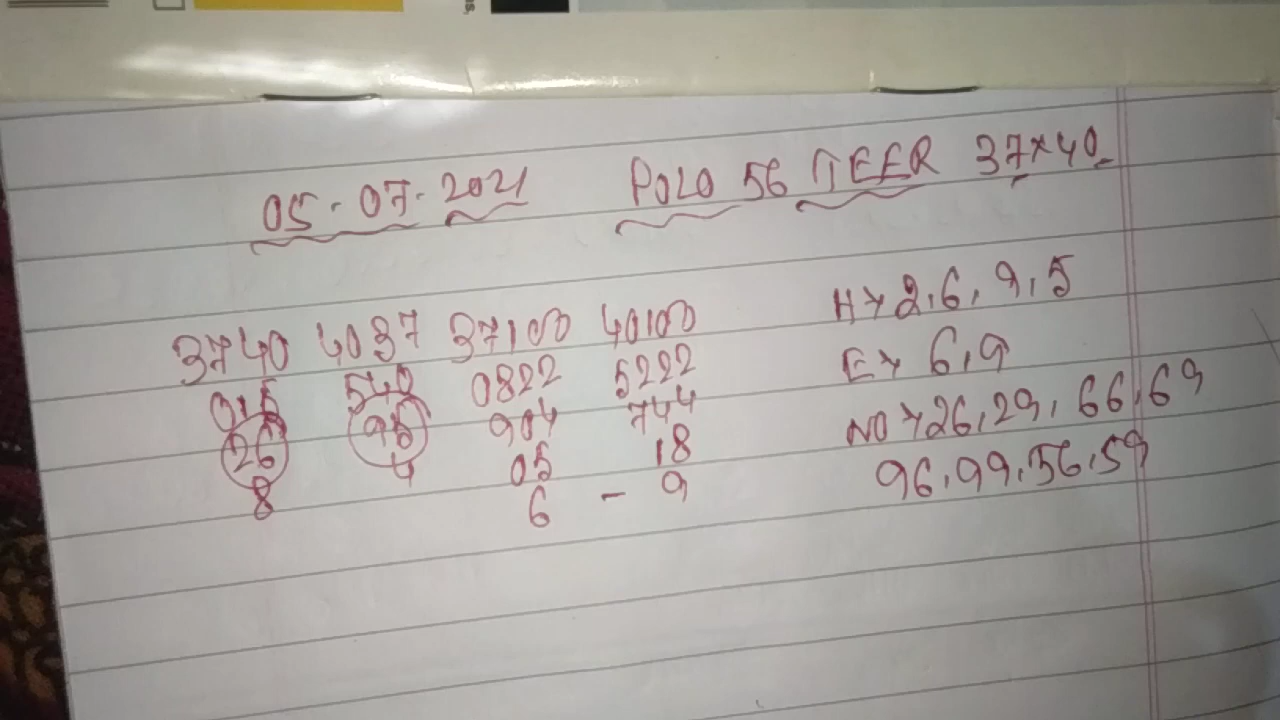 05-07-2021 POLO 56 TEER 37×40
3740 4037 37100 40100 H→2,6,9,5
015 540 0822 5222 E→6,9
26 95 904 744 NO→26,29,66,69
8 4 05 18 96,99,56,59
6 - 9